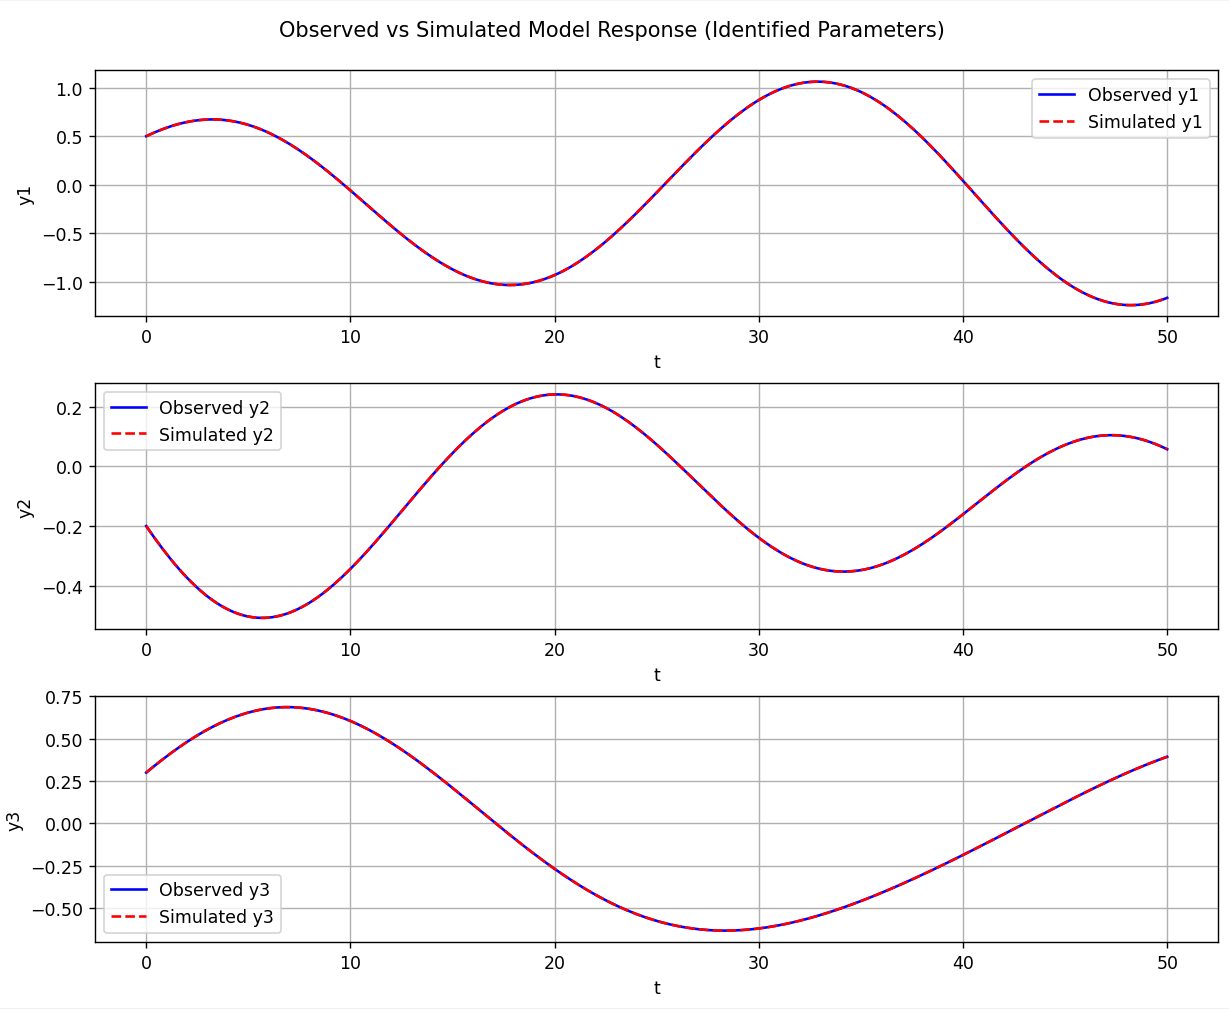 Observed vs Simulated Model Response (Identified Parameters)
1.0
0.5
0.0
−0.5
−1.0
y1
Observed y1
Simulated y1
0 10 20 30 40 50
t
0.2
0.0
−0.2
−0.4
y2
Observed y2
Simulated y2
0 10 20 30 40 50
t
0.75
0.50
0.25
0.00
−0.25
−0.50
y3
Observed y3
Simulated y3
0 10 20 30 40 50
t